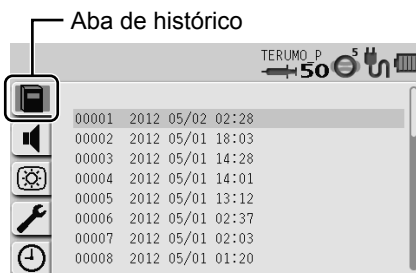 Aba de histórico
TERUMO_P
50 5
00001 2012 05/02 02:28
00002 2012 05/01 18:03
00003 2012 05/01 14:28
00004 2012 05/01 14:01
00005 2012 05/01 13:12
00006 2012 05/01 02:37
00007 2012 05/01 02:03
00008 2012 05/01 01:20